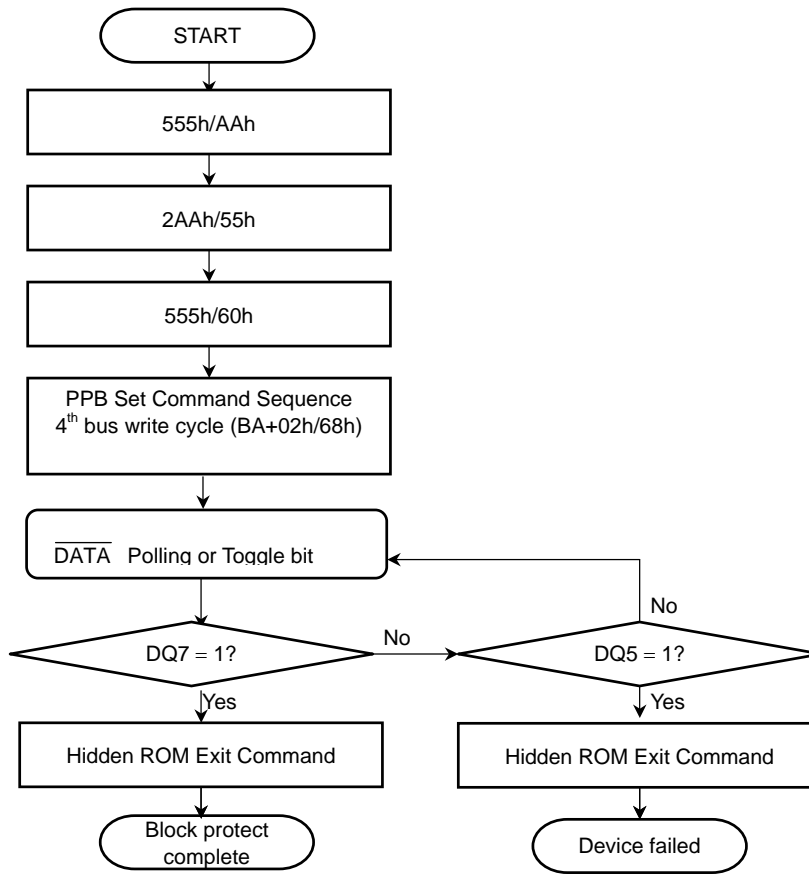 START
555h/AAh
2AAh/55h
555h/60h
PPB Set Command Sequence
4th bus write cycle (BA+02h/68h)
DATA Polling or Toggle bit
DQ7 = 1?
No
Yes
DQ5 = 1?
No
Yes
Hidden ROM Exit Command
Hidden ROM Exit Command
Block protect
complete
Device failed